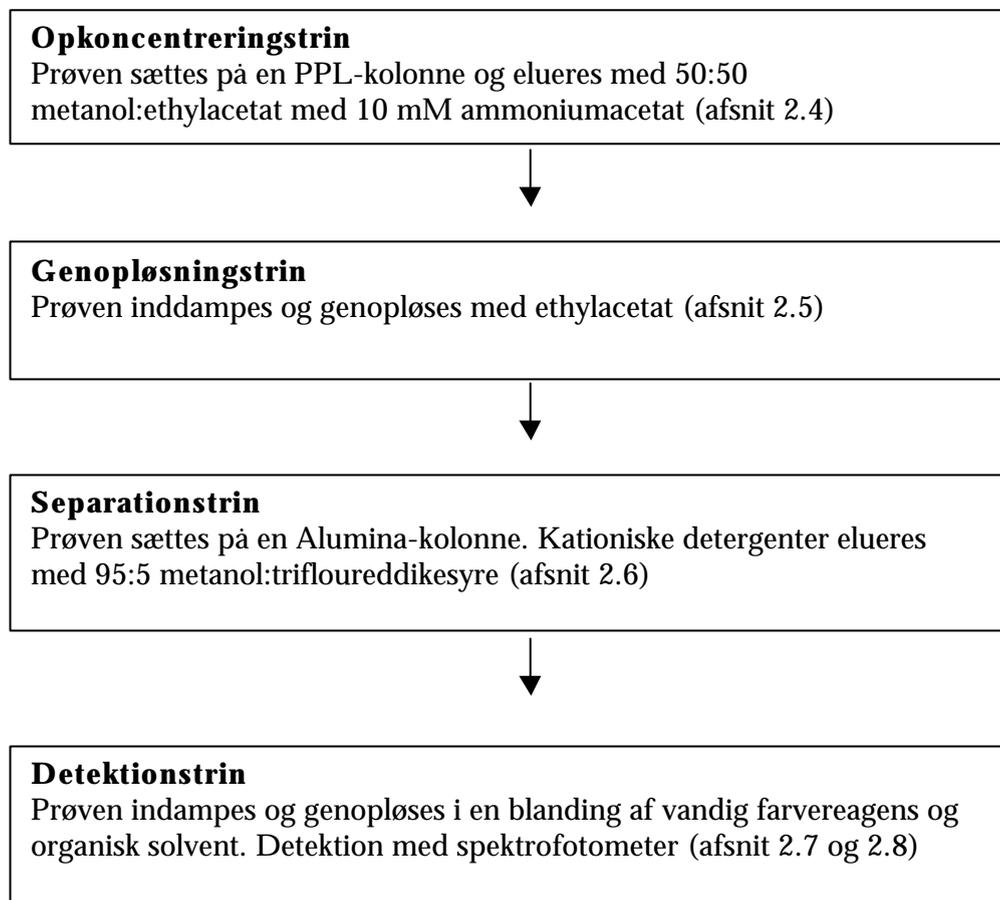 Opkoncentreringstrin
Prøven sættes på en PPL-kolonne og elueres med 50:50
metanol:ethylacetat med 10 mM ammoniumacetat (afsnit 2.4)
Genopløsningstrin
Prøven inddampes og genopløses med ethylacetat (afsnit 2.5)
Separationstrin
Prøven sættes på en Alumina-kolonne. Kationiske detergenter elueres
med 95:5 metanol:trifloureddikesyre (afsnit 2.6)
Detektionstrin
Prøven indampes og genopløses i en blanding af vandig farvereagens og
organisk solvent. Detektion med spektrofotometer (afsnit 2.7 og 2.8)